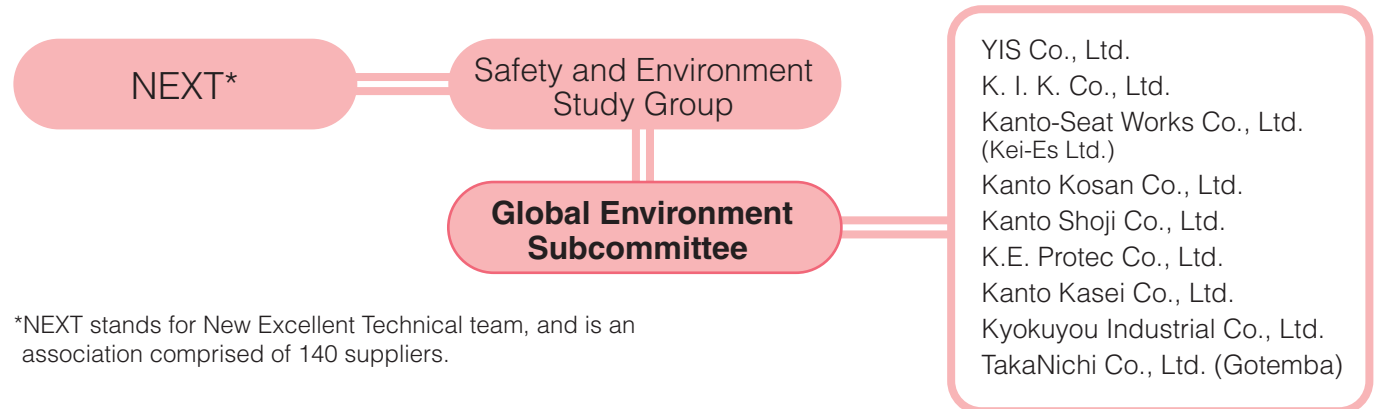 NEXT*
Safety and Environment
Study Group
Global Environment
Subcommittee
YIS Co., Ltd.
K. I. K. Co., Ltd.
Kanto-Seat Works Co., Ltd.
(Kei-Es Ltd.)
Kanto Kosan Co., Ltd.
Kanto Shoji Co., Ltd.
K.E. Protec Co., Ltd.
Kanto Kasei Co., Ltd.
Kyokuyou Industrial Co., Ltd.
TakaNichi Co., Ltd. (Gotemba)
*NEXT stands for New Excellent Technical team, and is an
association comprised of 140 suppliers.